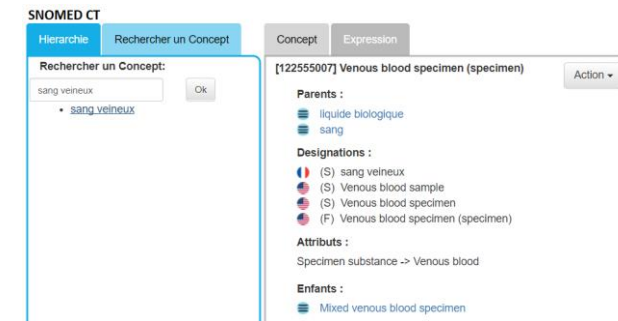 SNOMED CT
Hierarchie
Rechercher un Concept
Rechercher un Concept:
sang veineux
Ok
sang veineux
Concept
Expression
[122555007] Venous blood specimen (specimen)
Action
Parents :
liquide biologique
sang
Designations :
(S) sang veineux
(S) Venous blood sample
(S) Venous blood specimen
(F) Venous blood specimen (specimen)
Attributs :
Specimen substance -> Venous blood
Enfants :
Mixed venous blood specimen